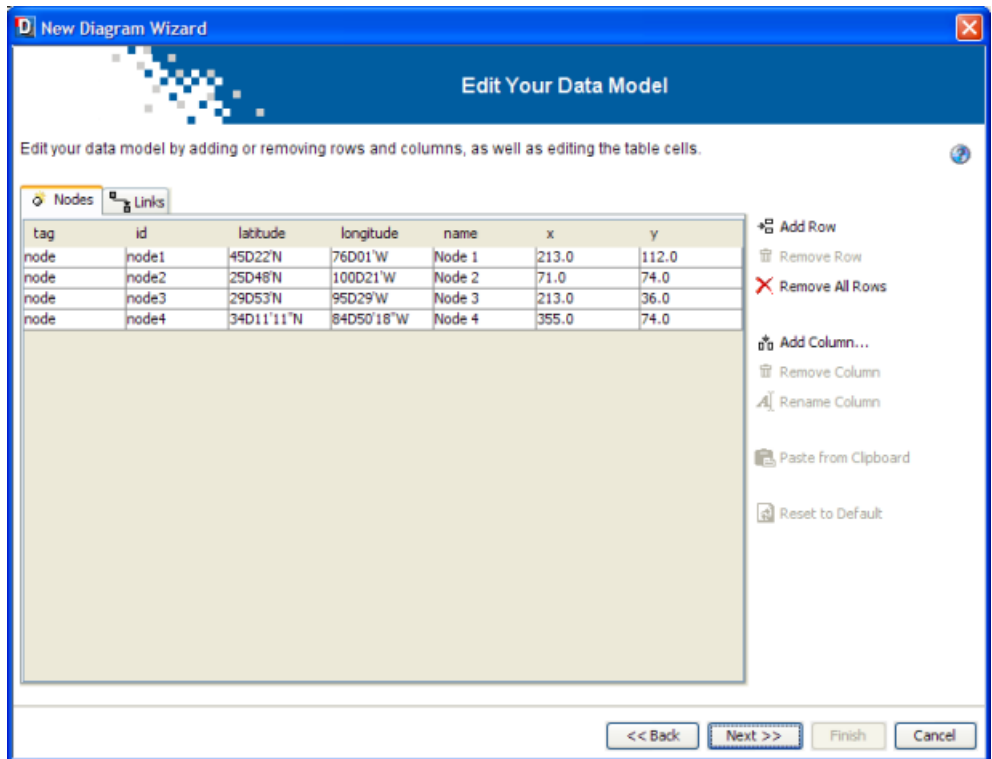 New Diagram Wizard
Edit Your Data Model
Edit your data model by adding or removing rows and columns, as well as editing the table cells.
Nodes Links
tag id latitude longitude name x y
node node1 45D22'N 76D01'W Node 1 213.0 112.0
node node2 25D48'N 100D21'W Node 2 71.0 74.0
node node3 29D53'N 95D29'W Node 3 213.0 36.0
node node4 34D11'11"N 84D50'18"W Node 4 355.0 74.0
Add Row
Remove Row
Remove All Rows
Add Column...
Remove Column
Rename Column
Paste from Clipboard
Reset to Default
<< Back Next >> Finish Cancel